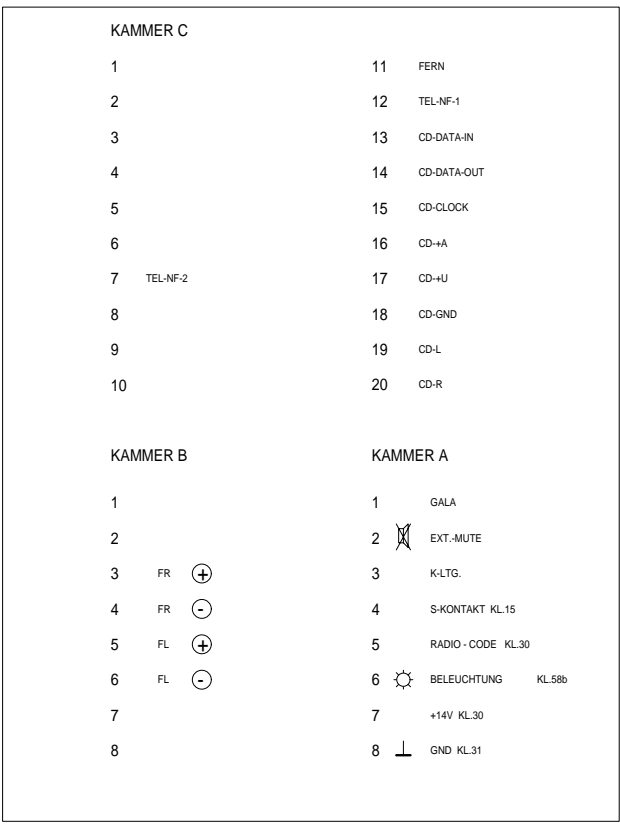 KAMMER C
1 11 FERN
2 12 TEL-NF-1
3 13 CD-DATA-IN
4 14 CD-DATA-OUT
5 15 CD-CLOCK
6 16 CD-+A
7 TEL-NF-2 17 CD-+U
8 18 CD-GND
9 19 CD-L
10 20 CD-R
KAMMER B KAMMER A
1 1 GALA
2 2 EXT.-MUTE
3 FR + 3 K-LTG.
4 FR - 4 S-KONTAKT KL.15
5 FL + 5 RADIO - CODE KL.30
6 FL - 6 BELEUCHTUNG KL.58b
7 7 +14V KL.30
8 8 GND KL.31